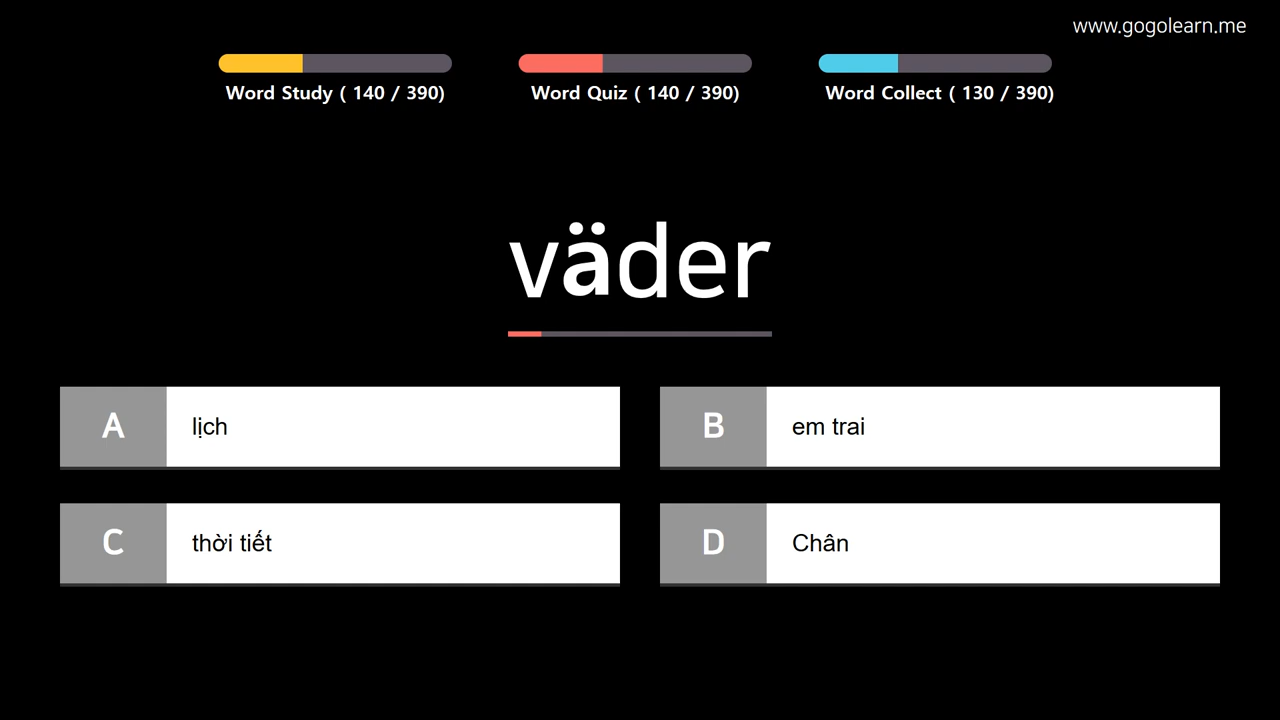 www.gogolearn.me
Word Study ( 140 / 390)
Word Quiz ( 140 / 390)
Word Collect ( 130 / 390)
väder
A lịch
B em trai
C thời tiết
D Chân